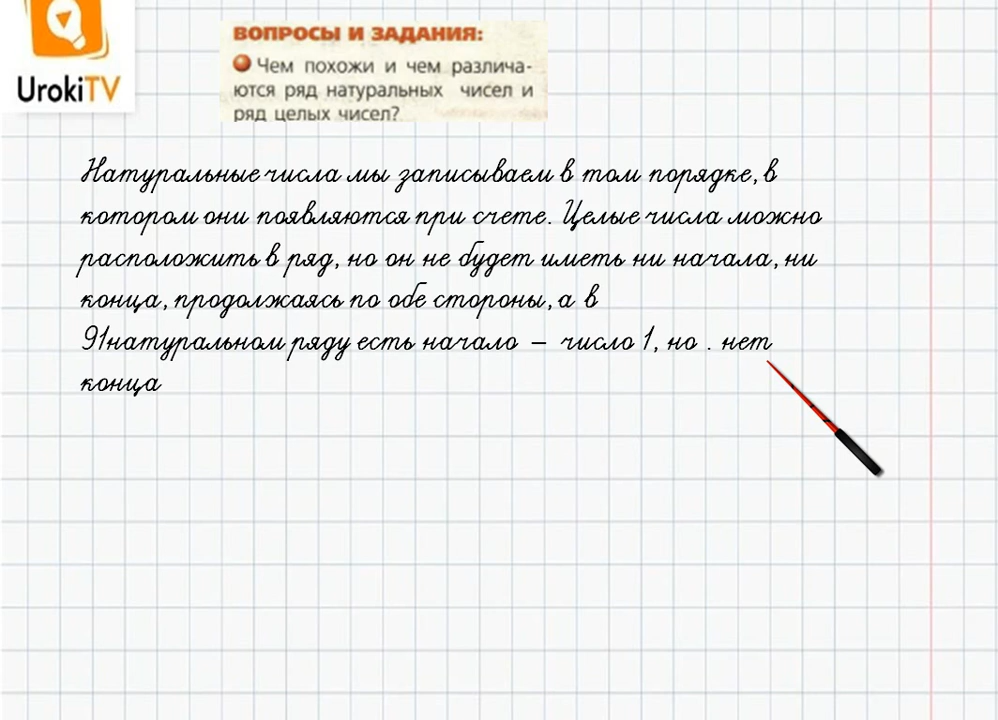 UrokiTV
ВОПРОСЫ И ЗАДАНИЯ:
Чем похожи и чем различа-
ются ряд натуральных чисел и
ряд целых чисел?
Натуральные числа мы записываем в том порядке, в
котором они появляются при счете. Целые числа можно
расположить в ряд, но он не будет иметь ни начала, ни
конца, продолжаясь по обе стороны, а в
91натуральном ряду есть начало – число 1, но . нет
конца